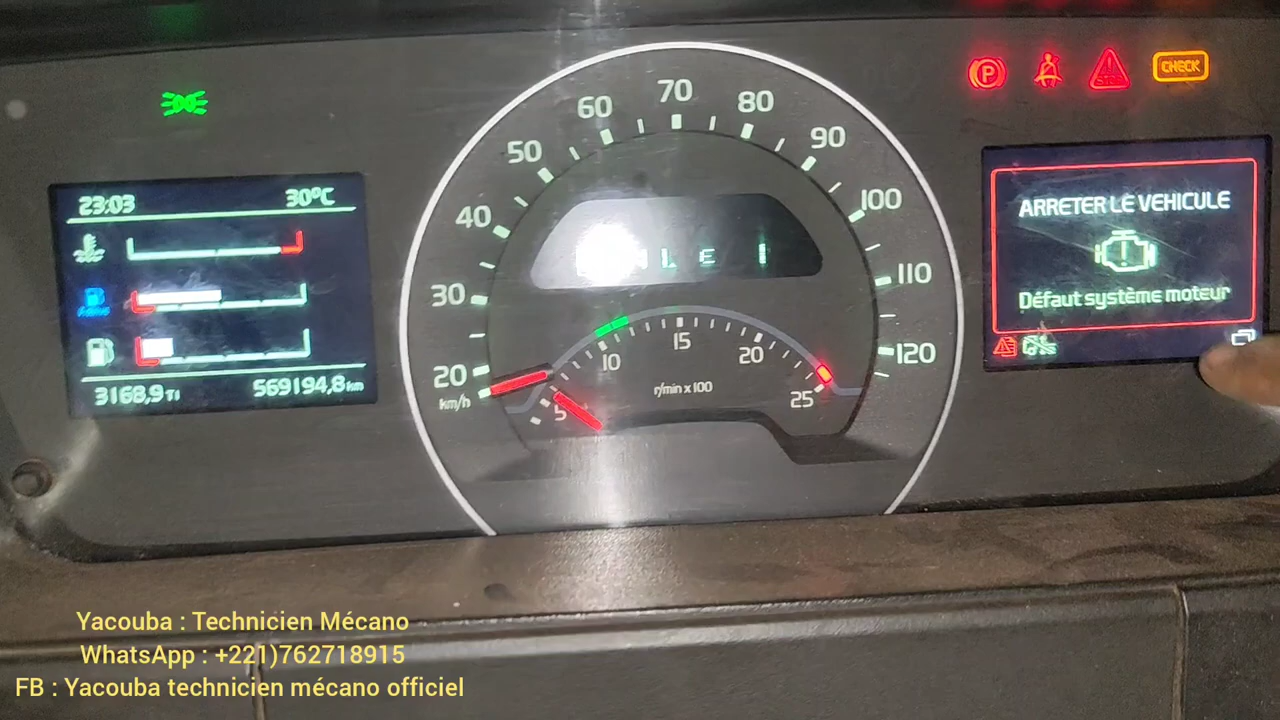 23:03 30°C
3168,9 569194,8 km
20
30
40
50
60
70
80
90
100
110
120
km/h
5
10
15
20
25
r/min x 100
P
STOP
CHECK
ARRETER LE VEHICULE
Défaut système moteur
Yacouba : Technicien Mécano
WhatsApp : +221)762718915
FB : Yacouba technicien mécano officiel